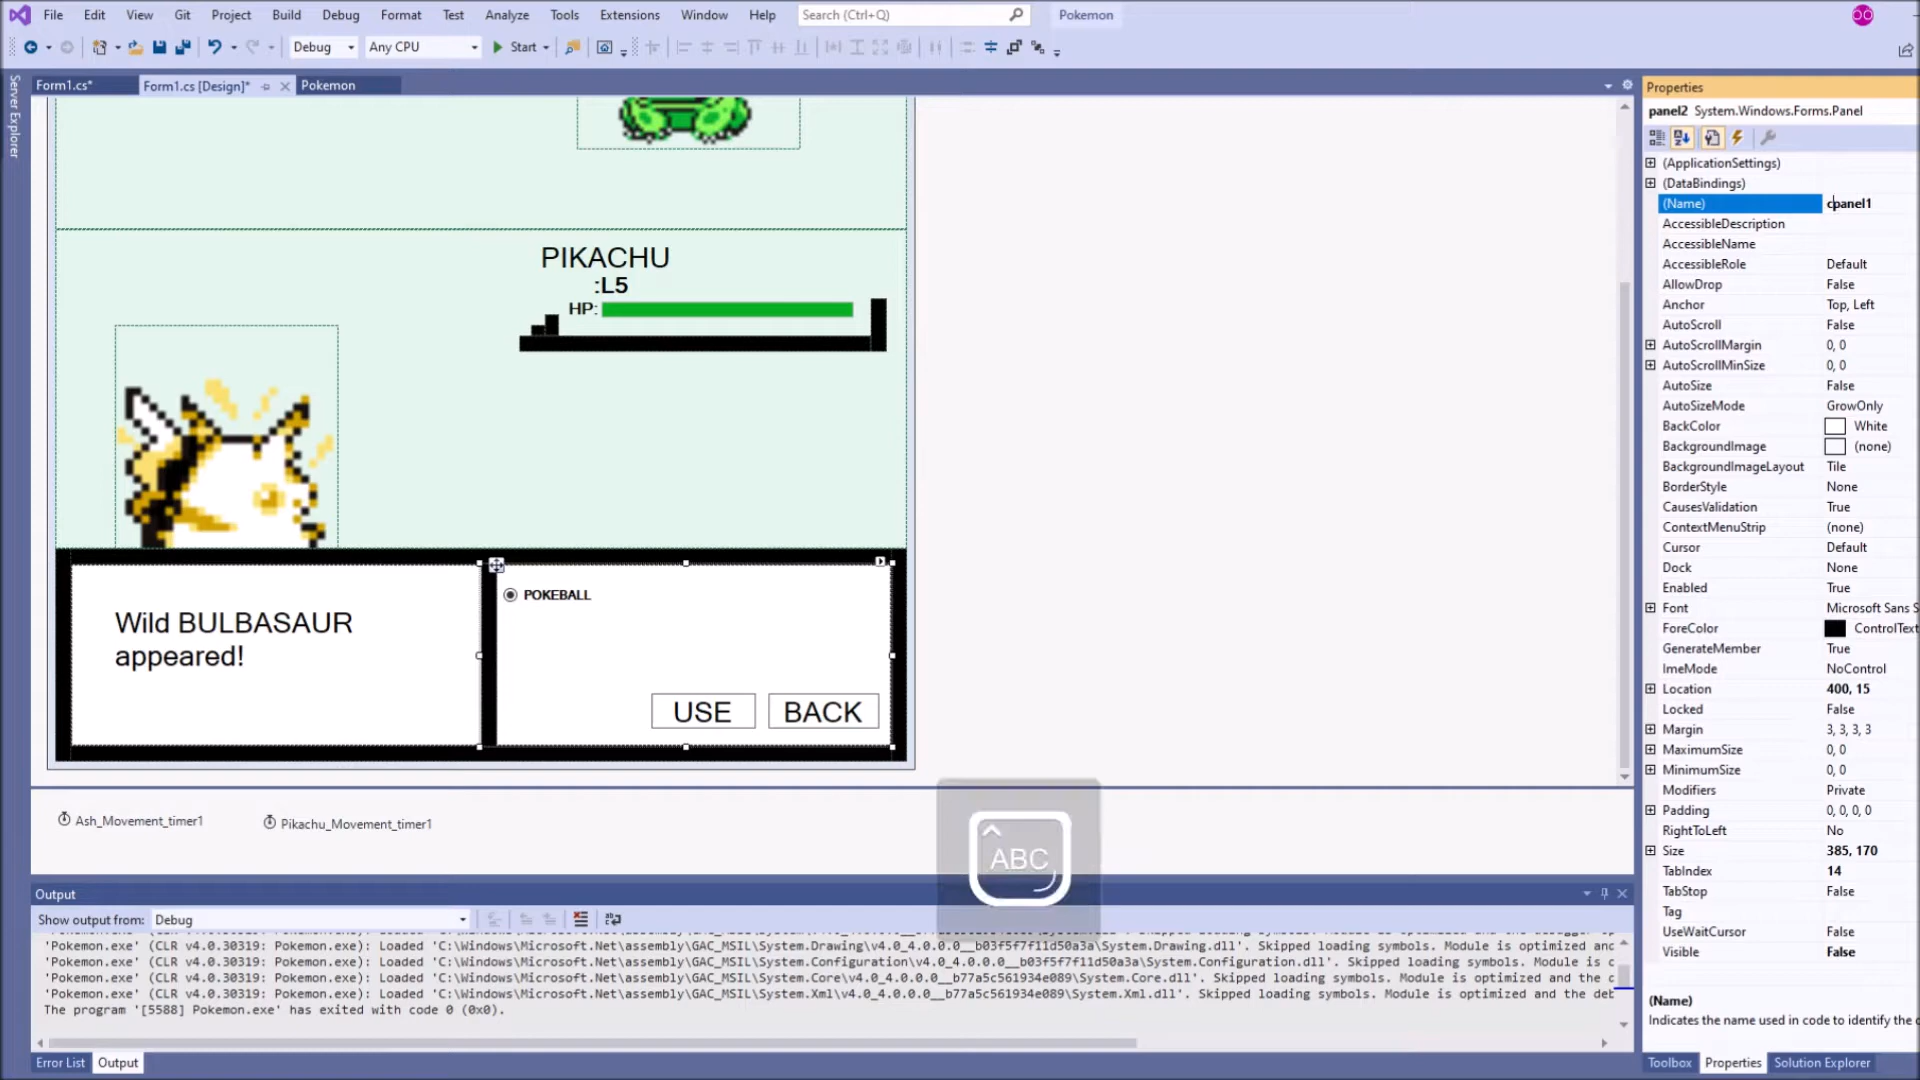 File Edit View Git Project Build Debug Format Test Analyze Tools Extensions Window Help Search (Ctrl+Q) Pokemon
Debug Any CPU Start
Form1.cs* Form1.cs [Design]* Pokemon
Server Explorer
PIKACHU
:L5
HP:
Wild BULBASAUR
appeared!
POKEBALL
USE BACK
Ash_Movement_timer1 Pikachu_Movement_timer1
ABC
Output
Show output from: Debug
'Pokemon.exe' (CLR v4.0.30319: Pokemon.exe): Loaded 'C:\Windows\Microsoft.Net\assembly\GAC_MSIL\System.Drawing\v4.0_4.0.0.0__b03f5f7f11d50a3a\System.Drawing.dll'. Skipped loading symbols. Module is optimized and
'Pokemon.exe' (CLR v4.0.30319: Pokemon.exe): Loaded 'C:\Windows\Microsoft.Net\assembly\GAC_MSIL\System.Configuration\v4.0_4.0.0.0__b03f5f7f11d50a3a\System.Configuration.dll'. Skipped loading symbols. Module is c
'Pokemon.exe' (CLR v4.0.30319: Pokemon.exe): Loaded 'C:\Windows\Microsoft.Net\assembly\GAC_MSIL\System.Core\v4.0_4.0.0.0__b77a5c561934e089\System.Core.dll'. Skipped loading symbols. Module is optimized and the d
'Pokemon.exe' (CLR v4.0.30319: Pokemon.exe): Loaded 'C:\Windows\Microsoft.Net\assembly\GAC_MSIL\System.Xml\v4.0_4.0.0.0__b77a5c561934e089\System.Xml.dll'. Skipped loading symbols. Module is optimized and the deb
The program '[5588] Pokemon.exe' has exited with code 0 (0x0).
Error List Output
Properties
panel2 System.Windows.Forms.Panel
(ApplicationSettings)
(DataBindings)
(Name) cpanel1
AccessibleDescription
AccessibleName
AccessibleRole Default
AllowDrop False
Anchor Top, Left
AutoScroll False
AutoScrollMargin 0, 0
AutoScrollMinSize 0, 0
AutoSize False
AutoSizeMode GrowOnly
BackColor White
BackgroundImage (none)
BackgroundImageLayout Tile
BorderStyle None
CausesValidation True
ContextMenuStrip (none)
Cursor Default
Dock None
Enabled True
Font Microsoft Sans S
ForeColor ControlText
GenerateMember True
ImeMode NoControl
Location 400, 15
Locked False
Margin 3, 3, 3, 3
MaximumSize 0, 0
MinimumSize 0, 0
Modifiers Private
Padding 0, 0, 0, 0
RightToLeft No
Size 385, 170
TabIndex 14
TabStop False
Tag
UseWaitCursor False
Visible False
(Name)
Indicates the name used in code to identify the
Toolbox Properties Solution Explorer